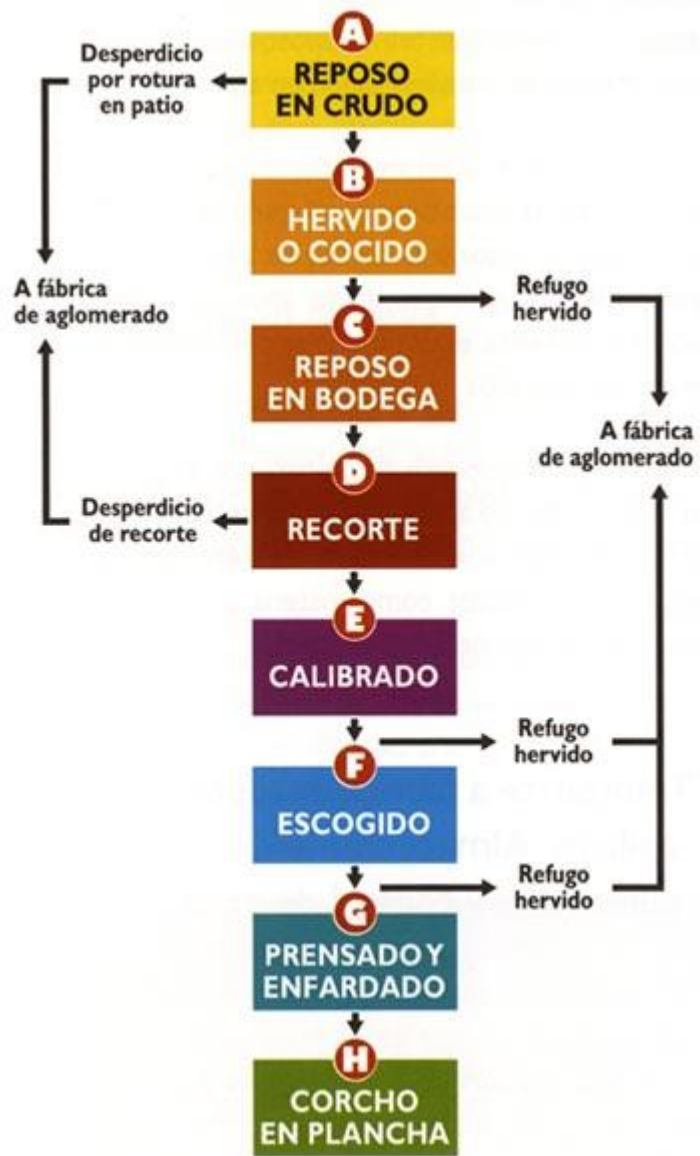 A
REPOSO
EN CRUDO
Desperdicio
por rotura
en patio
B
HERVIDO
O COCIDO
A fábrica
de aglomerado
Refugo
hervido
C
REPOSO
EN BODEGA
A fábrica
de aglomerado
D
RECORTE
Desperdicio
de recorte
E
CALIBRADO
Refugo
hervido
F
ESCOGIDO
Refugo
hervido
G
PRENSADO Y
ENFARDADO
H
CORCHO
EN PLANCHA